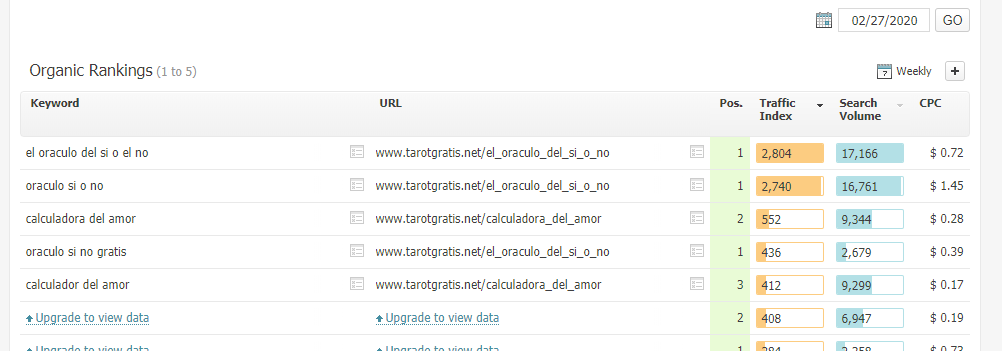 02/27/2020 GO
Organic Rankings (1 to 5) 7 Weekly +
Keyword URL Pos. Traffic Index Search Volume CPC
el oraculo del si o el no www.tarotgratis.net/el_oraculo_del_si_o_no 1 2,804 17,166 $ 0.72
oraculo si o no www.tarotgratis.net/el_oraculo_del_si_o_no 1 2,740 16,761 $ 1.45
calculadora del amor www.tarotgratis.net/calculadora_del_amor 2 552 9,344 $ 0.28
oraculo si no gratis www.tarotgratis.net/el_oraculo_del_si_o_no 1 436 2,679 $ 0.39
calculador del amor www.tarotgratis.net/calculadora_del_amor 3 412 9,299 $ 0.17
Upgrade to view data Upgrade to view data 2 408 6,947 $ 0.19
Upgrade to view data Upgrade to view data 1